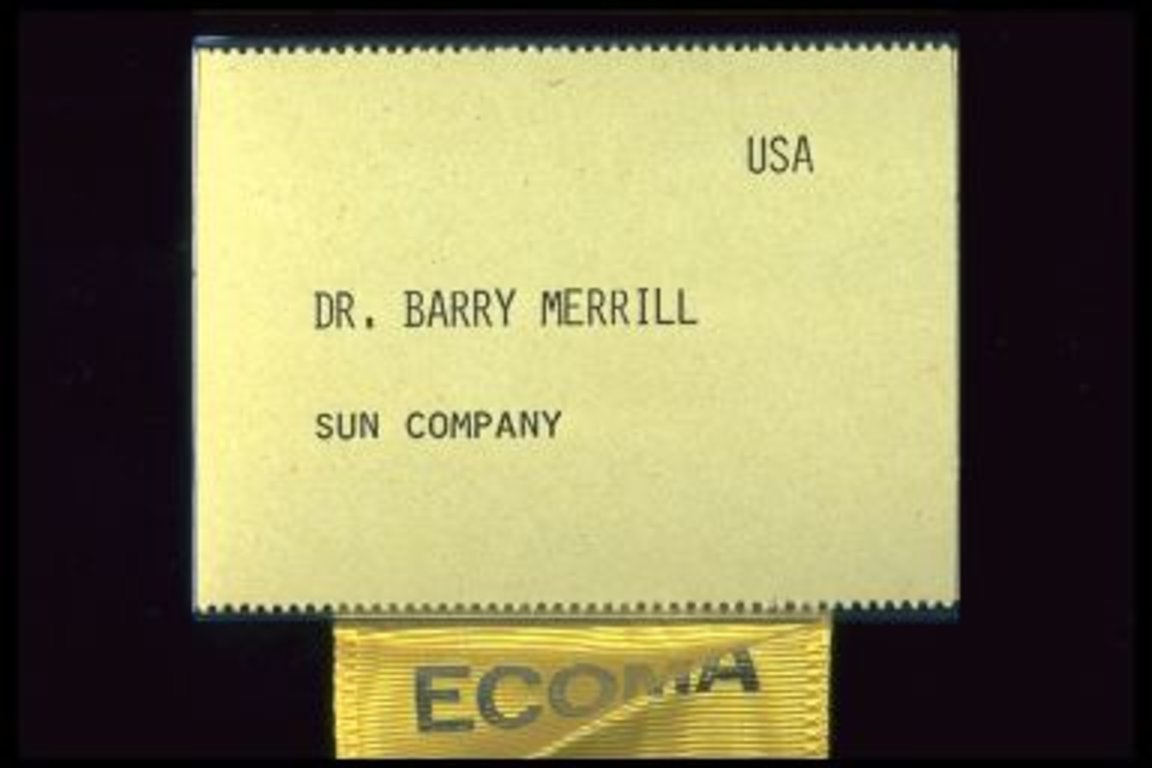 USA
DR. BARRY MERRILL
SUN COMPANY
ECOMA